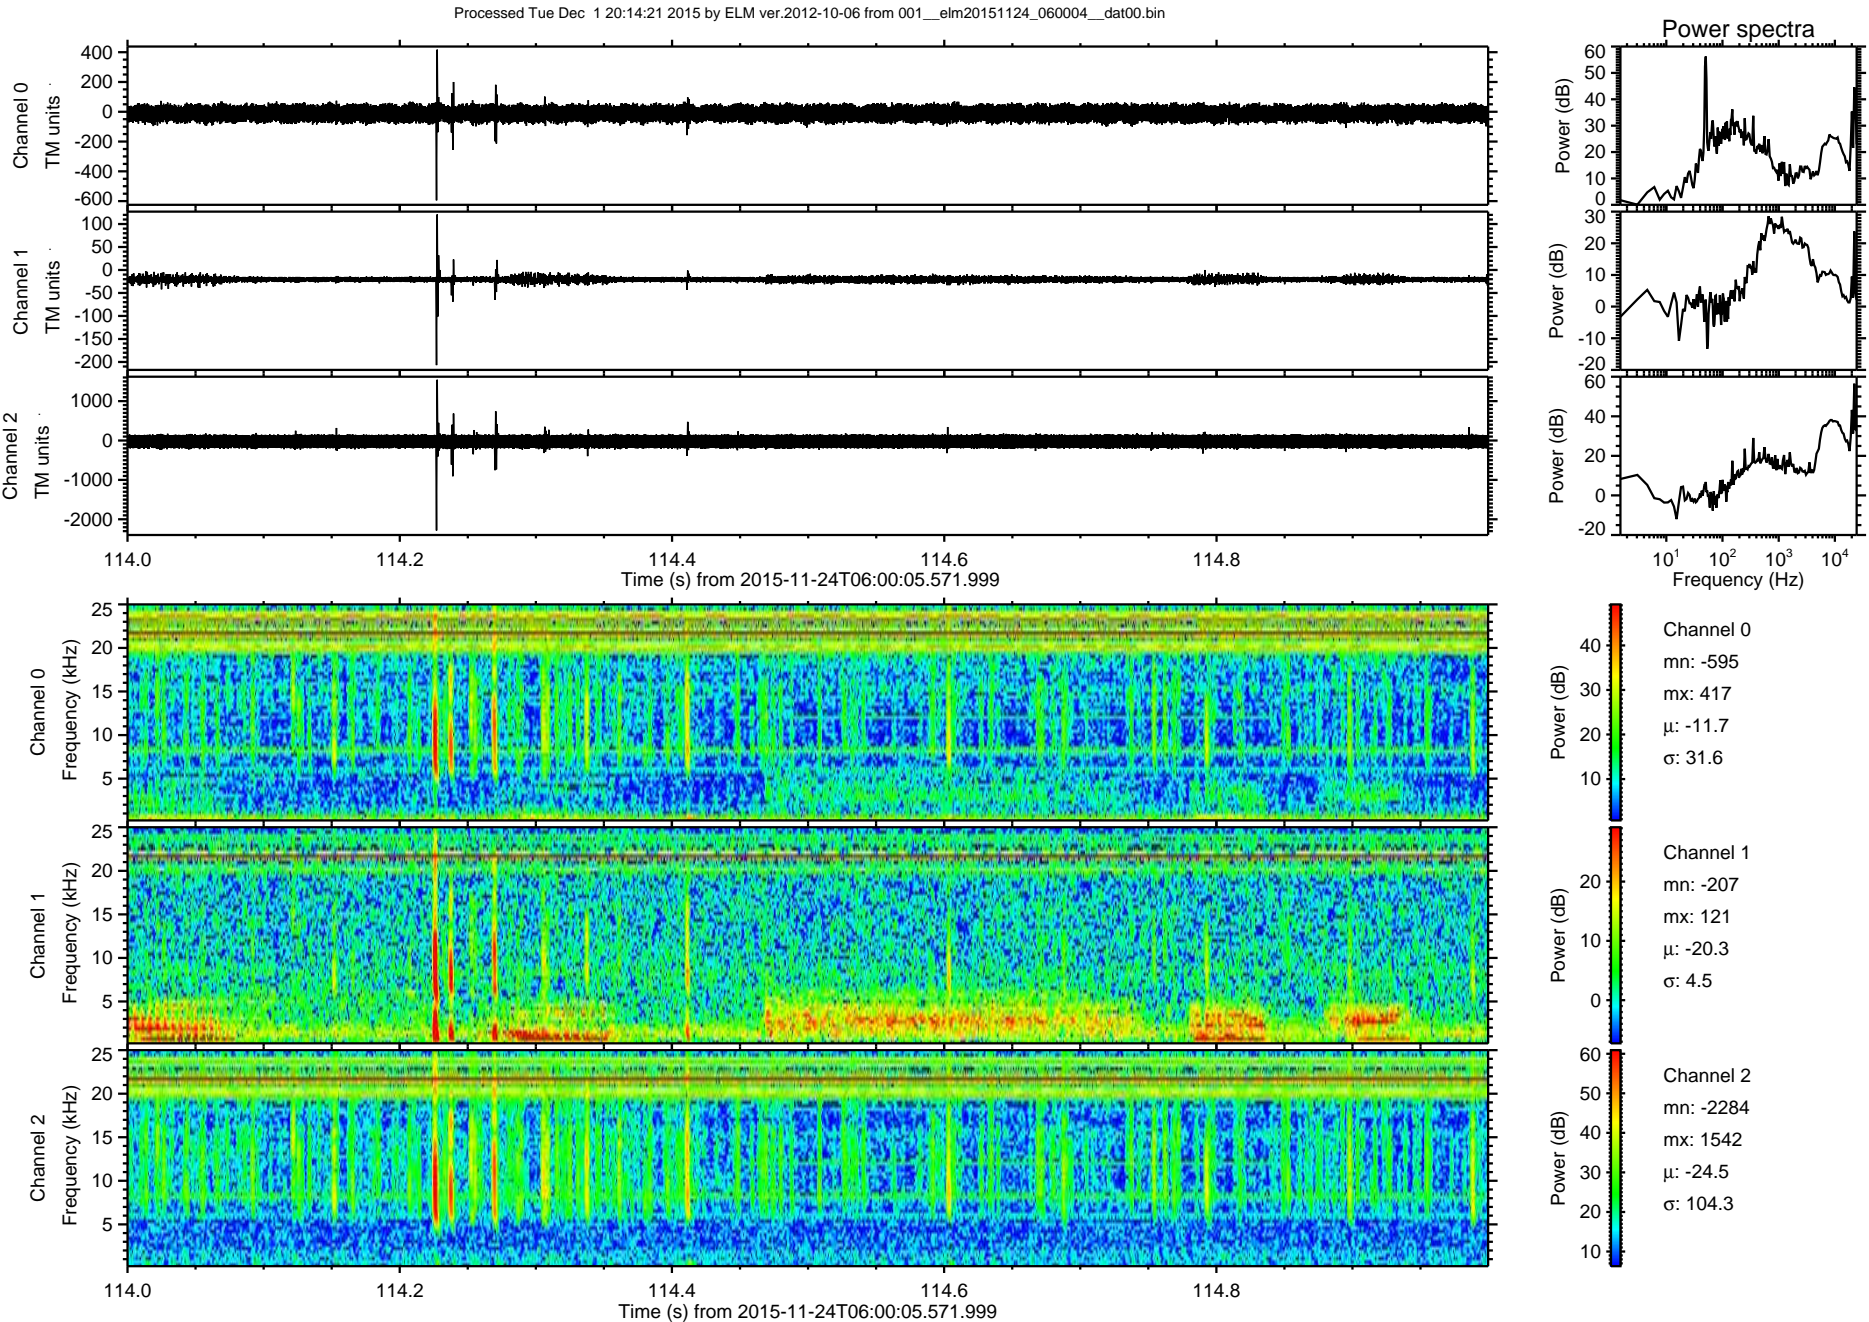 Processed Tue Dec  1 20:14:21 2015 by ELM ver.2012-10-06 from 001__elm20151124_060004__dat00.bin
Power spectra
Channel 0
TM units
400
200
0
-200
-400
-600
Power (dB)
60
50
40
30
20
10
0
Channel 1
TM units
100
50
0
-50
-100
-150
-200
Power (dB)
30
20
10
0
-10
-20
Channel 2
TM units
1000
0
-1000
-2000
Power (dB)
60
40
20
0
-20
114.0 114.2 114.4 114.6 114.8
Time (s) from 2015-11-24T06:00:05.571.999
10^1 10^2 10^3 10^4
Frequency (Hz)
Channel 0
Frequency (kHz)
25
20
15
10
5
Power (dB)
40
30
20
10
Channel 0
mn: -595
mx: 417
μ: -11.7
σ: 31.6
Channel 1
Frequency (kHz)
25
20
15
10
5
Power (dB)
20
10
0
Channel 1
mn: -207
mx: 121
μ: -20.3
σ: 4.5
Channel 2
Frequency (kHz)
25
20
15
10
5
Power (dB)
60
50
40
30
20
10
Channel 2
mn: -2284
mx: 1542
μ: -24.5
σ: 104.3
114.0 114.2 114.4 114.6 114.8
Time (s) from 2015-11-24T06:00:05.571.999